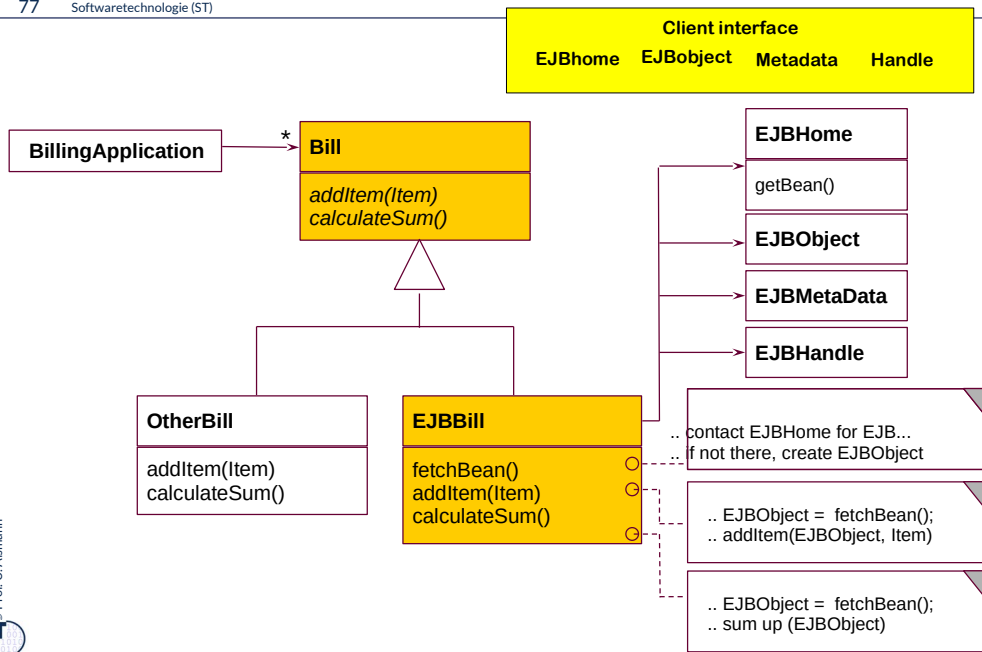 77 Softwaretechnologie (ST)
Client interface
EJBhome EJBobject Metadata Handle
BillingApplication
*
Bill
addItem(Item)
calculateSum()
EJBHome
getBean()
EJBObject
EJBMetaData
EJBHandle
OtherBill
addItem(Item)
calculateSum()
EJBBill
fetchBean()
addItem(Item)
calculateSum()
.. contact EJBHome for EJB...
.. if not there, create EJBObject
.. EJBObject = fetchBean();
.. addItem(EJBObject, Item)
.. EJBObject = fetchBean();
.. sum up (EJBObject)